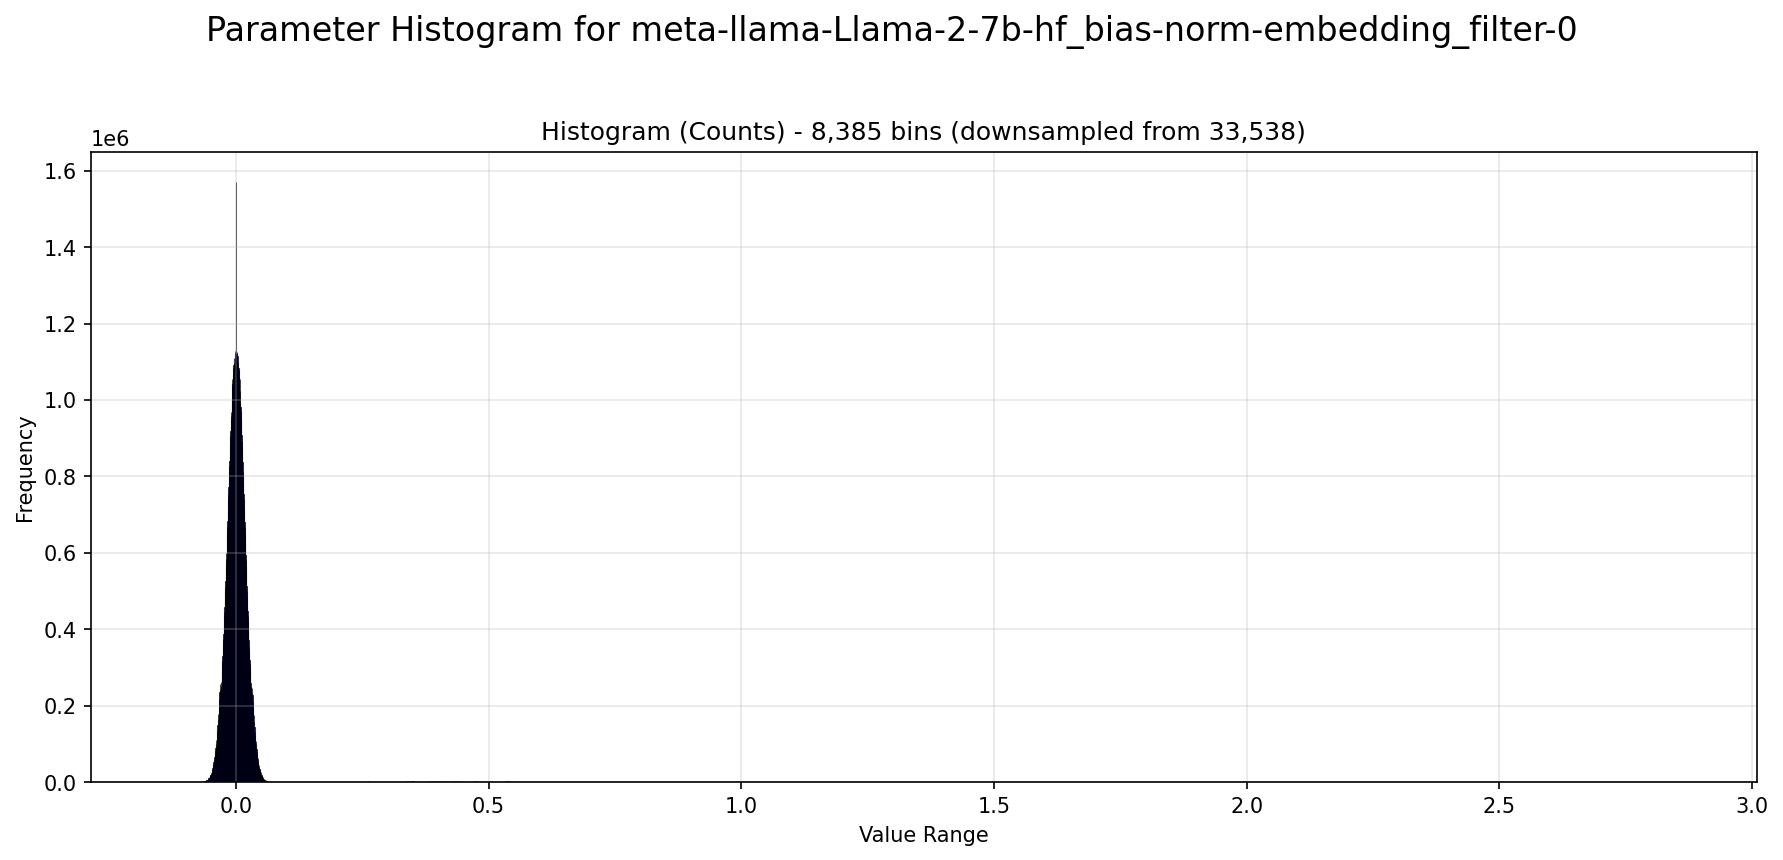 Parameter Histogram for meta-llama-Llama-2-7b-hf_bias-norm-embedding_filter-0
Histogram (Counts) - 8,385 bins (downsampled from 33,538)
1e6
1.6
1.4
1.2
1.0
0.8
0.6
0.4
0.2
0.0
Frequency
0.0 0.5 1.0 1.5 2.0 2.5 3.0
Value Range